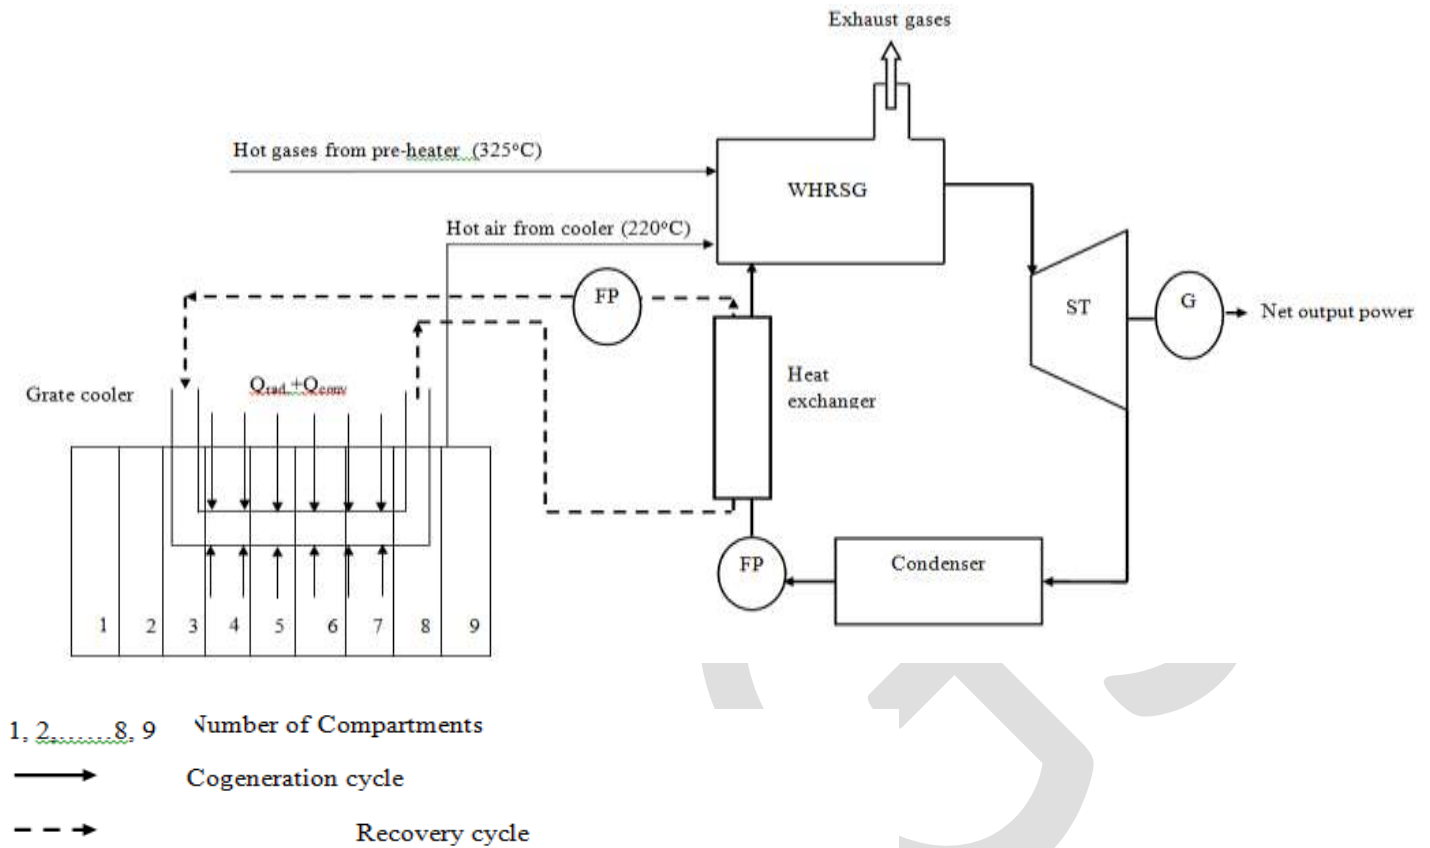 Exhaust gases
Hot gases from pre-heater (325°C)
WHRSG
Hot air from cooler (220°C)
FP
ST
G
Net output power
Heat
exchanger
Grate cooler
Qrad.+Qconv
FP
Condenser
1 2 3 4 5 6 7 8 9
1, 2,......8, 9 Number of Compartments
Cogeneration cycle
Recovery cycle